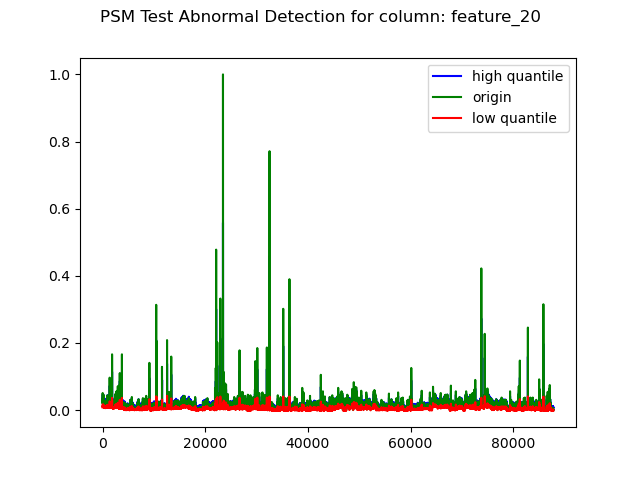 PSM Test Abnormal Detection for column: feature_20
high quantile
origin
low quantile
1.0
0.8
0.6
0.4
0.2
0.0
0
20000
40000
60000
80000